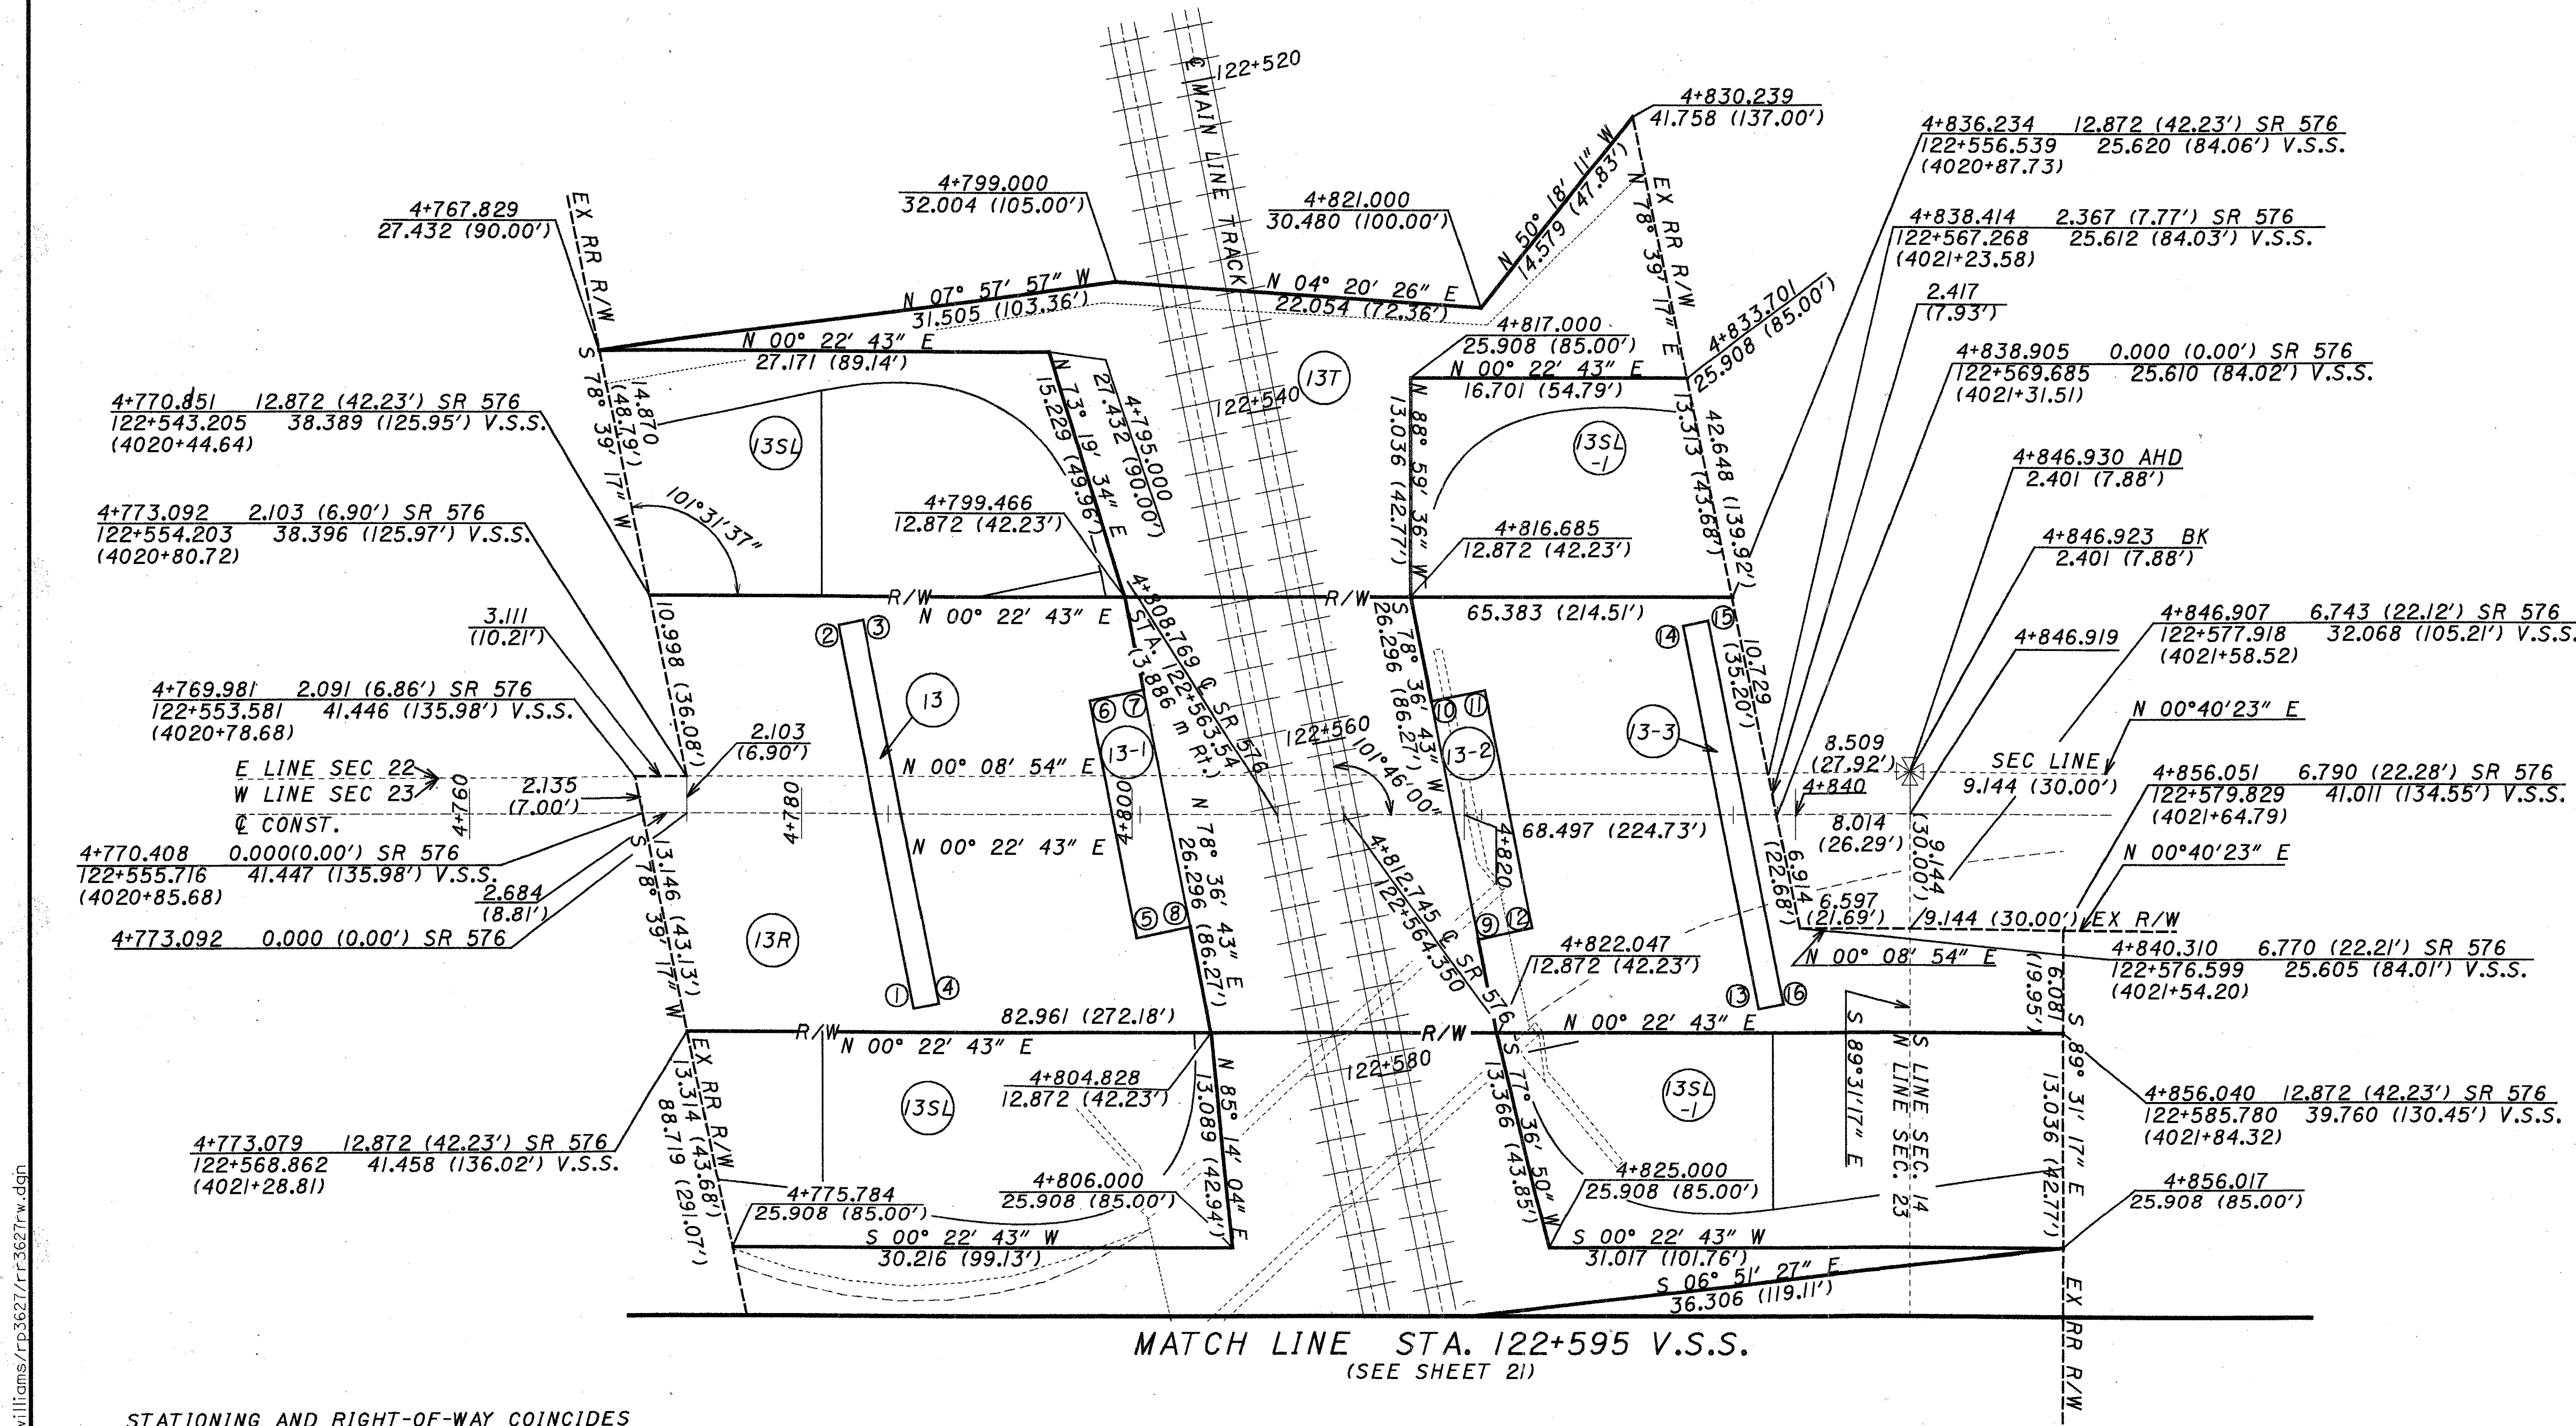 122+520
℄ MAIN LINE TRACK
4+830.239
41.758 (137.00')
4+836.234 12.872 (42.23') SR 576
122+556.539 25.620 (84.06') V.S.S.
(4020+87.73)
4+799.000
32.004 (105.00')
4+821.000
30.480 (100.00')
N 50° 18' 11" W
14.579 (47.83')
EX RR R/W
N 78° 39' 17" E
4+767.829
27.432 (90.00')
EX RR R/W
4+838.414 2.367 (7.77') SR 576
122+567.268 25.612 (84.03') V.S.S.
(4021+23.58)
N 07° 57' 57" W
31.505 (103.36')
N 04° 20' 26" E
22.054 (72.36')
2.417
(7.93')
4+833.701
25.908 (85.00')
4+817.000
25.908 (85.00')
N 00° 22' 43" E
27.171 (89.14')
N 00° 22' 43" E
16.701 (54.79')
4+838.905 0.000 (0.00') SR 576
122+569.685 25.610 (84.02') V.S.S.
(4021+31.51)
13T
122+540
S 78° 39' 17" W
14.870
(48.79')
N 73° 19' 34" E
15.229 (49.96')
4+795.000
27.432 (90.00')
N 88° 59' 36" W
13.036 (42.77')
13.313 (43.68')
42.648 (139.92')
4+770.851 12.872 (42.23') SR 576
122+543.205 38.389 (125.95') V.S.S.
(4020+44.64)
13SL
13SL
-1
4+846.930 AHD
2.401 (7.88')
101°31'37"
4+799.466
12.872 (42.23')
4+816.685
12.872 (42.23')
4+773.092 2.103 (6.90') SR 576
122+554.203 38.396 (125.97') V.S.S.
(4020+80.72)
4+846.923 BK
2.401 (7.88')
R/W
N 00° 22' 43" E
R/W
65.383 (214.51')
3.111
(10.21')
4+846.907 6.743 (22.12') SR 576
122+577.918 32.068 (105.21') V.S.S.
(4021+58.52)
4+846.919
2
3
14
15
4+808.769 ℄ SR 576
STA. 122+563.54
(3.886 m Rt.)
S 78° 36' 43" W
26.296 (86.27')
10.998 (36.08')
10.729
(35.20')
4+769.981 2.091 (6.86') SR 576
122+553.581 41.446 (135.98') V.S.S.
(4020+78.68)
13
6
7
10
11
13-1
13-2
13-3
122+560
101°46'00"
N 00°40'23" E
2.103
(6.90')
8.509
(27.92')
SEC LINE
9.144 (30.00')
E LINE SEC 22
W LINE SEC 23
℄ CONST.
4+760
2.135
(7.00')
4+780
N 00° 08' 54" E
4+800
4+840
4+856.051 6.790 (22.28') SR 576
122+579.829 41.011 (134.55') V.S.S.
(4021+64.79)
N 00° 22' 43" E
68.497 (224.73')
4+820
8.014
(26.29')
9.144
(30.00')
N 00°40'23" E
4+770.408 0.000(0.00') SR 576
122+555.716 41.447 (135.98') V.S.S.
(4020+85.68)
2.684
(8.81')
13.146 (43.13')
S 78° 39' 17" W
N 78° 36' 43" E
26.296 (86.27')
4+812.745 ℄ SR 576
122+564.350
6.914
(22.68')
6.597
(21.69')
9.144 (30.00')
EX R/W
4+773.092 0.000 (0.00') SR 576
13R
5
8
9
12
4+822.047
12.872 (42.23')
N 00° 08' 54" E
4+840.310 6.770 (22.21') SR 576
122+576.599 25.605 (84.01') V.S.S.
(4021+54.20)
1
4
13
16
6.081
(19.95')
82.961 (272.18')
R/W
N 00° 22' 43" E
R/W
N 00° 22' 43" E
122+580
S 89°31'17" E
S LINE SEC. 14
N LINE SEC. 23
S 89° 31' 17" E
13.036 (42.77')
4+856.040 12.872 (42.23') SR 576
122+585.780 39.760 (130.45') V.S.S.
(4021+84.32)
EX RR R/W
13.314 (43.68')
88.719 (291.07')
13SL
4+804.828
12.872 (42.23')
N 85° 14' 04" E
13.089 (42.94')
S 77° 36' 50" W
13.366 (43.85')
13SL
-1
4+773.079 12.872 (42.23') SR 576
122+568.862 41.458 (136.02') V.S.S.
(4021+28.81)
4+775.784
25.908 (85.00')
4+806.000
25.908 (85.00')
4+825.000
25.908 (85.00')
4+856.017
25.908 (85.00')
S 00° 22' 43" W
30.216 (99.13')
S 00° 22' 43" W
31.017 (101.76')
S 06° 51' 27" E
36.306 (119.11')
EX RR R/W
MATCH LINE STA. 122+595 V.S.S.
(SEE SHEET 21)
STATIONING AND RIGHT-OF-WAY COINCIDES
williams/rp3627/rr3627rw.dgn